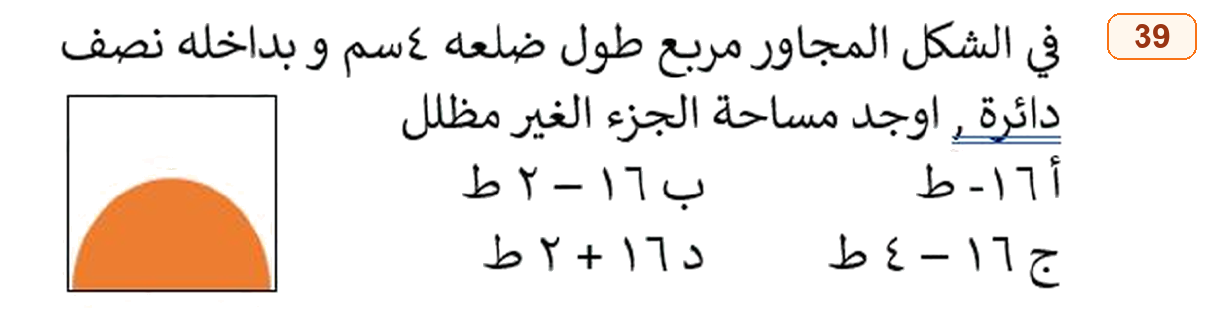 39
في الشكل المجاور مربع طول ضلعه ٤سم و بداخله نصف
دائرة , اوجد مساحة الجزء الغير مظلل
أ ١٦- ط ب ١٦ – ٢ ط
ج ١٦ – ٤ ط د ١٦ + ٢ ط